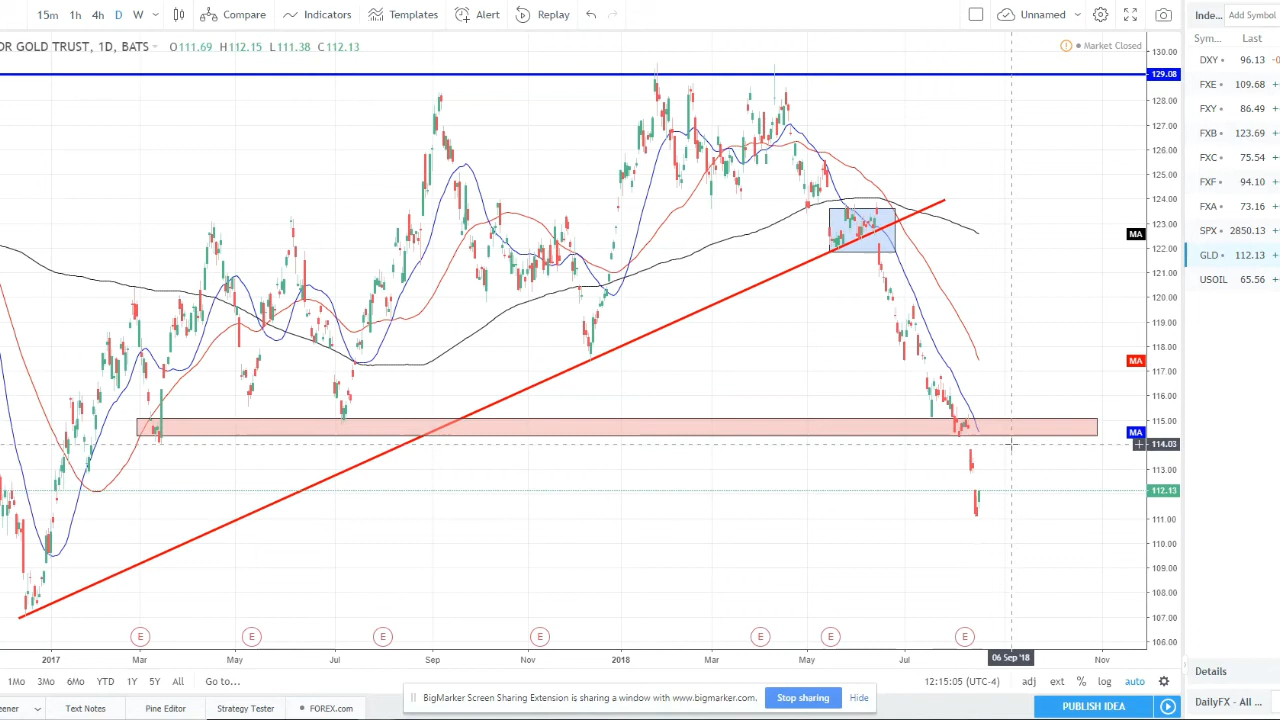 15m 1h 4h D W Compare Indicators Templates Alert Replay Unnamed Inde... Add Symbol
OR GOLD TRUST, 1D, BATS O111.69 H112.15 L111.38 C112.13
! Market Closed
Sym... Last
DXY 96.13 -0
FXE 109.68 +
FXY 86.49 +
FXB 123.69 +
FXC 75.54 +
FXF 94.10 +
FXA 73.16 +
SPX 2850.13 +
GLD 112.13 +
USOIL 65.56 +
130.00
129.08
128.00
127.00
126.00
125.00
124.00
123.00
MA
122.00
121.00
120.00
119.00
118.00
117.00
MA
116.00
115.00
MA
114.03
113.00
112.13
111.00
110.00
109.00
108.00
107.00
106.00
E E E E E E E
2017 Mar May Jul Sep Nov 2018 Mar May Jul 06 Sep '18 Nov
1Mo 3Mo 6Mo YTD 1Y 5Y All Go to... 12:15:05 (UTC-4) adj ext % log auto
Details
BigMarker Screen Sharing Extension is sharing a window with www.bigmarker.com. Stop sharing Hide
eener Pine Editor Strategy Tester FOREX.com PUBLISH IDEA DailyFX - All ...